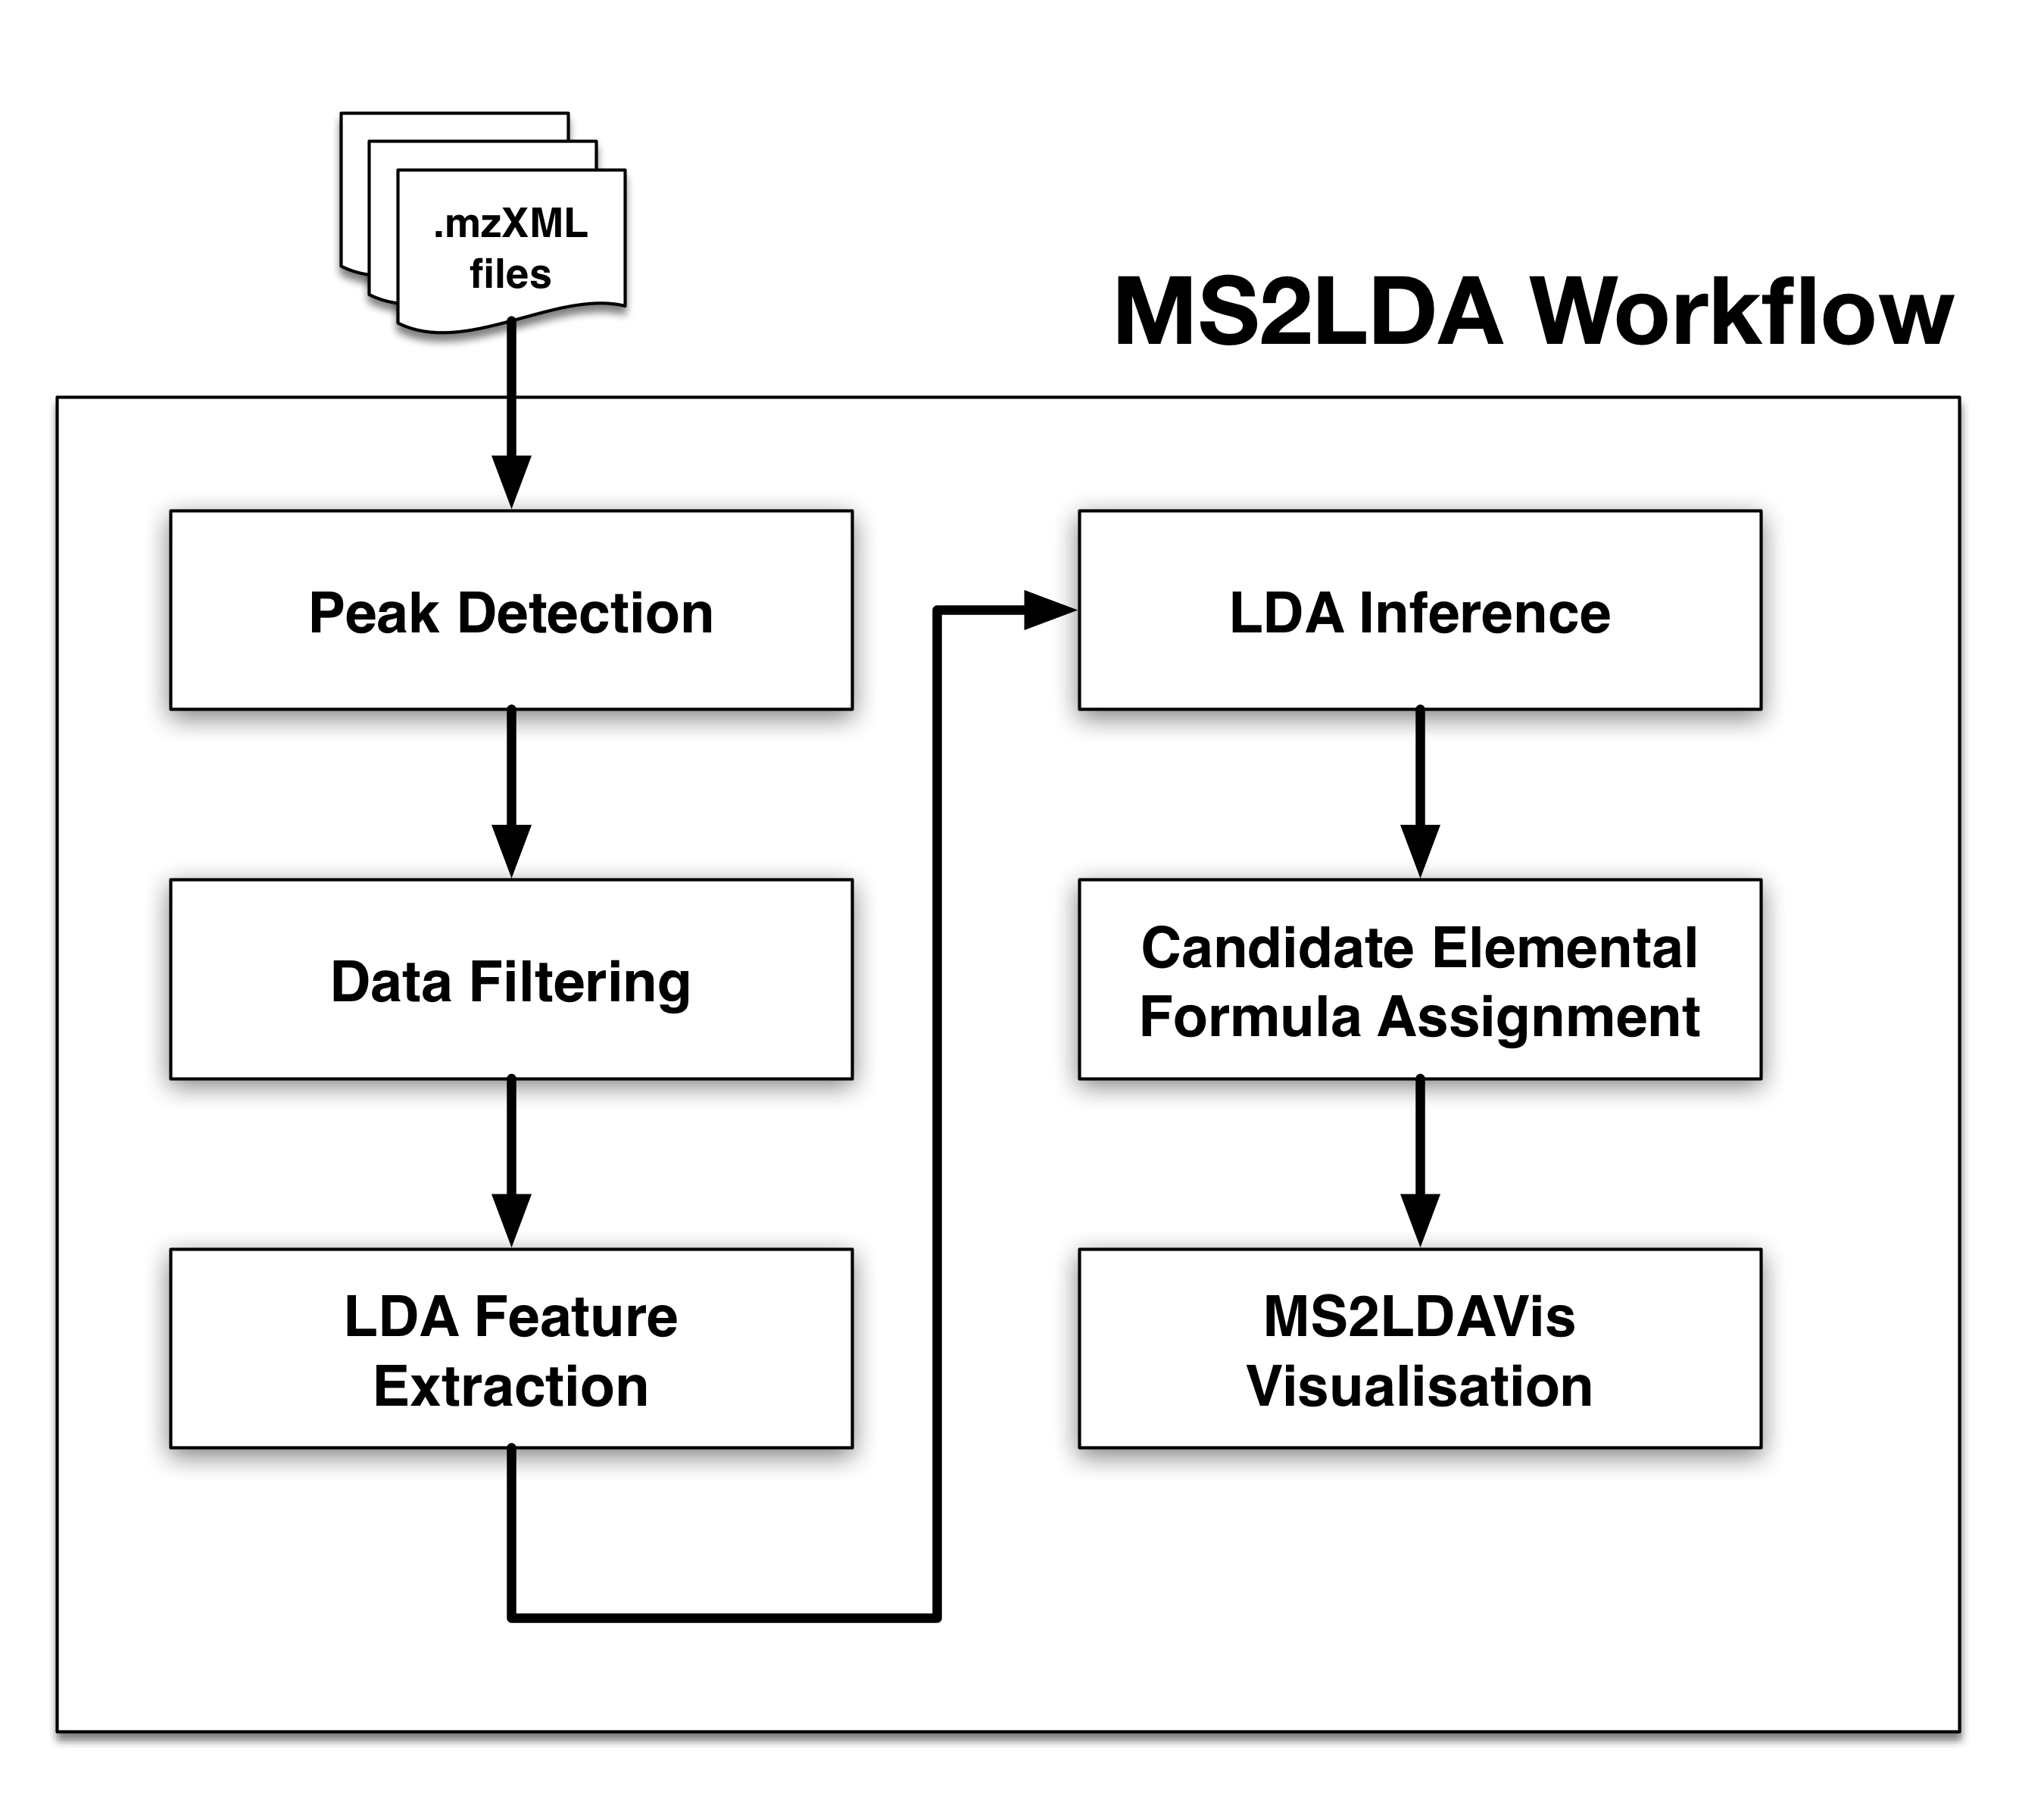 .mzXML
files
MS2LDA Workflow
Peak Detection
Data Filtering
LDA Feature
Extraction
LDA Inference
Candidate Elemental
Formula Assignment
MS2LDAVis
Visualisation